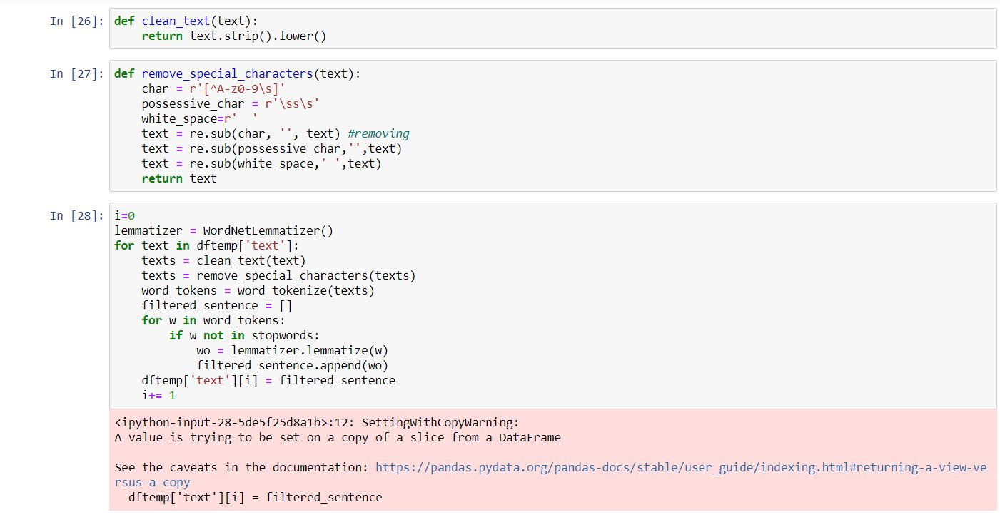 In [26]: def clean_text(text):
    return text.strip().lower()
In [27]: def remove_special_characters(text):
    char = r'[^A-z0-9\s]'
    possessive_char = r'\ss\s'
    white_space=r'  '
    text = re.sub(char, '', text) #removing
    text = re.sub(possessive_char,'',text)
    text = re.sub(white_space,' ',text)
    return text
In [28]: i=0
lemmatizer = WordNetLemmatizer()
for text in dftemp['text']:
    texts = clean_text(text)
    texts = remove_special_characters(texts)
    word_tokens = word_tokenize(texts)
    filtered_sentence = []
    for w in word_tokens:
        if w not in stopwords:
            wo = lemmatizer.lemmatize(w)
            filtered_sentence.append(wo)
    dftemp['text'][i] = filtered_sentence
    i+= 1
<ipython-input-28-5de5f25d8a1b>:12: SettingWithCopyWarning:
A value is trying to be set on a copy of a slice from a DataFrame
See the caveats in the documentation: https://pandas.pydata.org/pandas-docs/stable/user_guide/indexing.html#returning-a-view-ve
rsus-a-copy
  dftemp['text'][i] = filtered_sentence